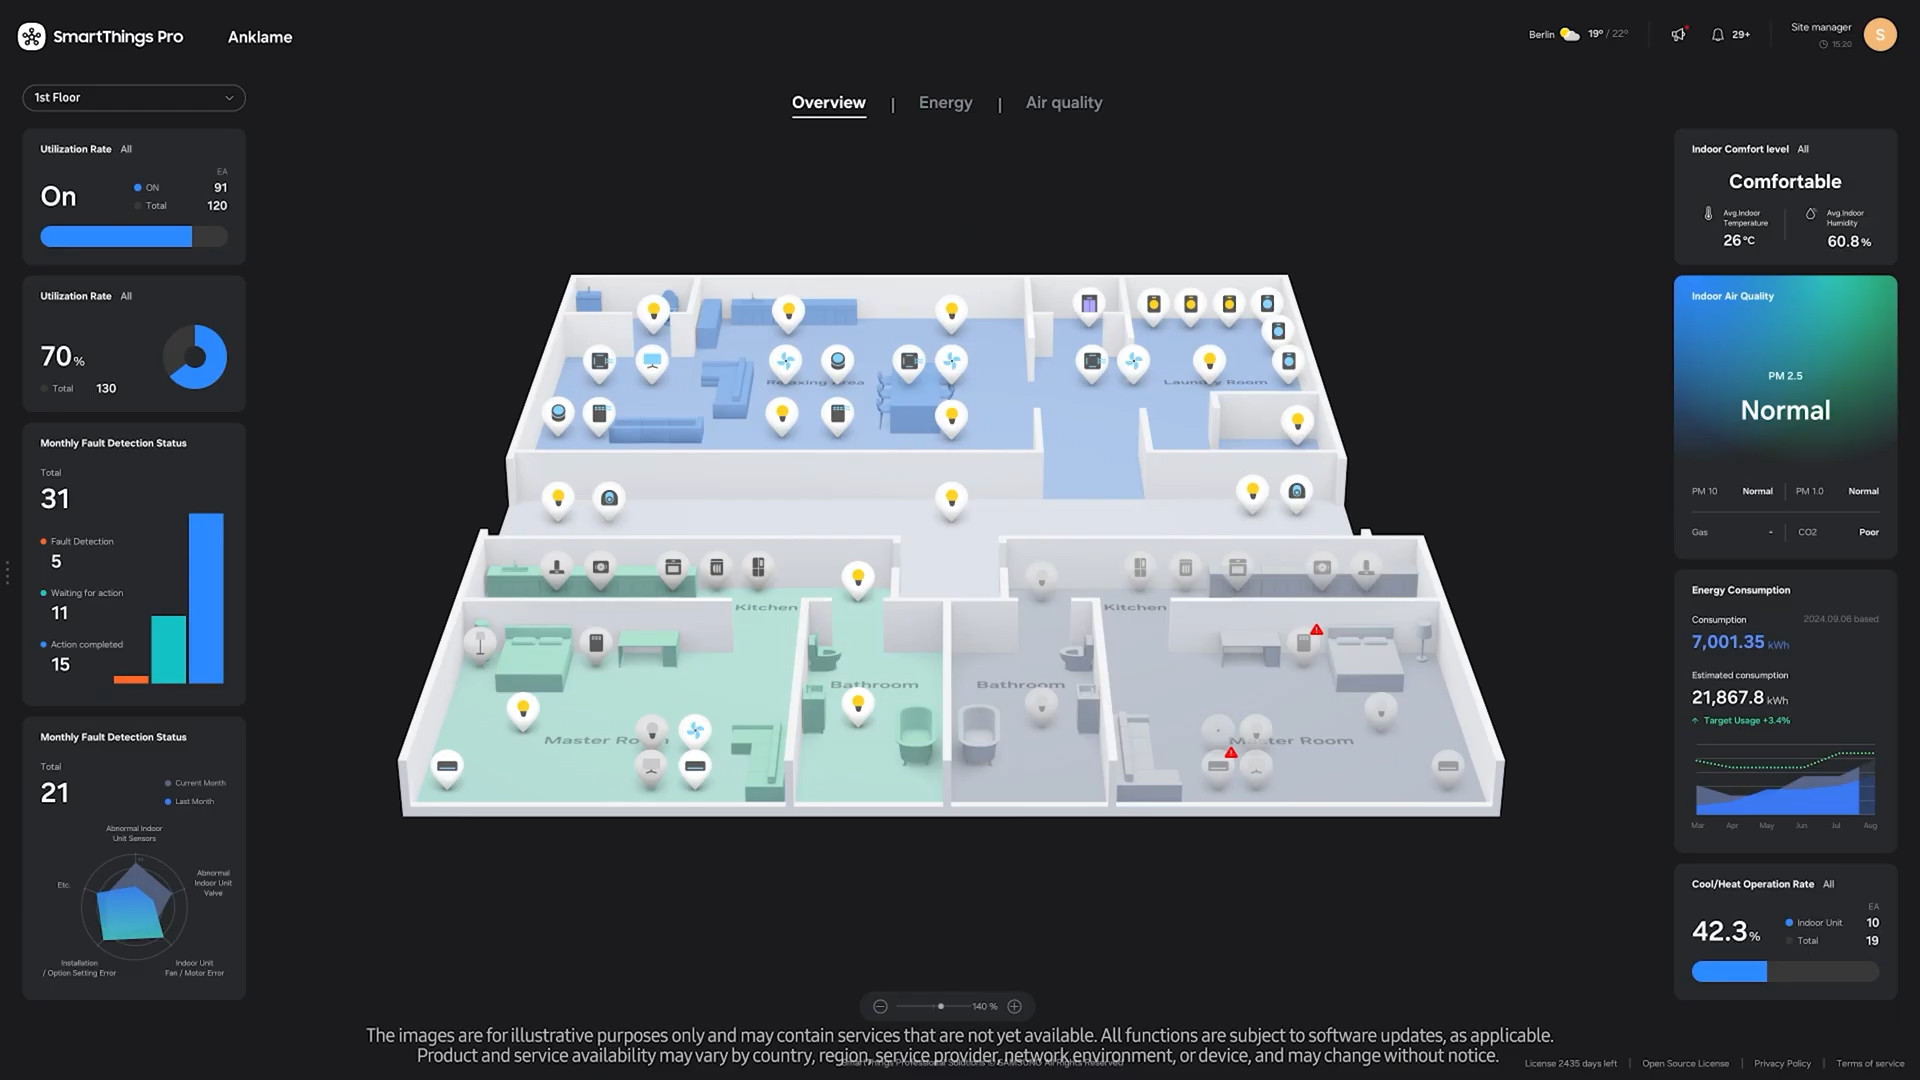 SmartThings Pro
Anklame
Berlin 19° / 22°
29+
Site manager
15:20
S
1st Floor
Overview | Energy | Air quality
Utilization Rate All
EA
On
ON 91
Total 120
Utilization Rate All
70%
Total 130
Monthly Fault Detection Status
Total
31
Fault Detection
5
Waiting for action
11
Action completed
15
Monthly Fault Detection Status
Total
21
Current Month
Last Month
Abnormal Indoor
Unit Sensors
Abnormal
Indoor Unit
Valve
Etc.
Installation
/ Option Setting Error
Indoor Unit
Fan / Motor Error
Relaxing Area
Laundry Room
Kitchen
Kitchen
Bathroom
Bathroom
Master Room
Master Room
Indoor Comfort level All
Comfortable
Avg.Indoor
Temperature
26°C
Avg.Indoor
Humidity
60.8%
Indoor Air Quality
PM 2.5
Normal
PM 10 Normal
PM 1.0 Normal
Gas -
CO2 Poor
Energy Consumption
Consumption 2024.09.06 based
7,001.35 kWh
Estimated consumption
21,867.8 kWh
Target Usage +3.4%
Mar Apr May Jun Jul Aug
Cool/Heat Operation Rate All
EA
42.3%
Indoor Unit 10
Total 19
140 %
The images are for illustrative purposes only and may contain services that are not yet available. All functions are subject to software updates, as applicable.
Product and service availability may vary by country, region, service provider, network environment, or device, and may change without notice.
SmartThings Professional Solutions © SAMSUNG All Rights Reserved
License 2435 days left | Open Source License | Privacy Policy | Terms of service